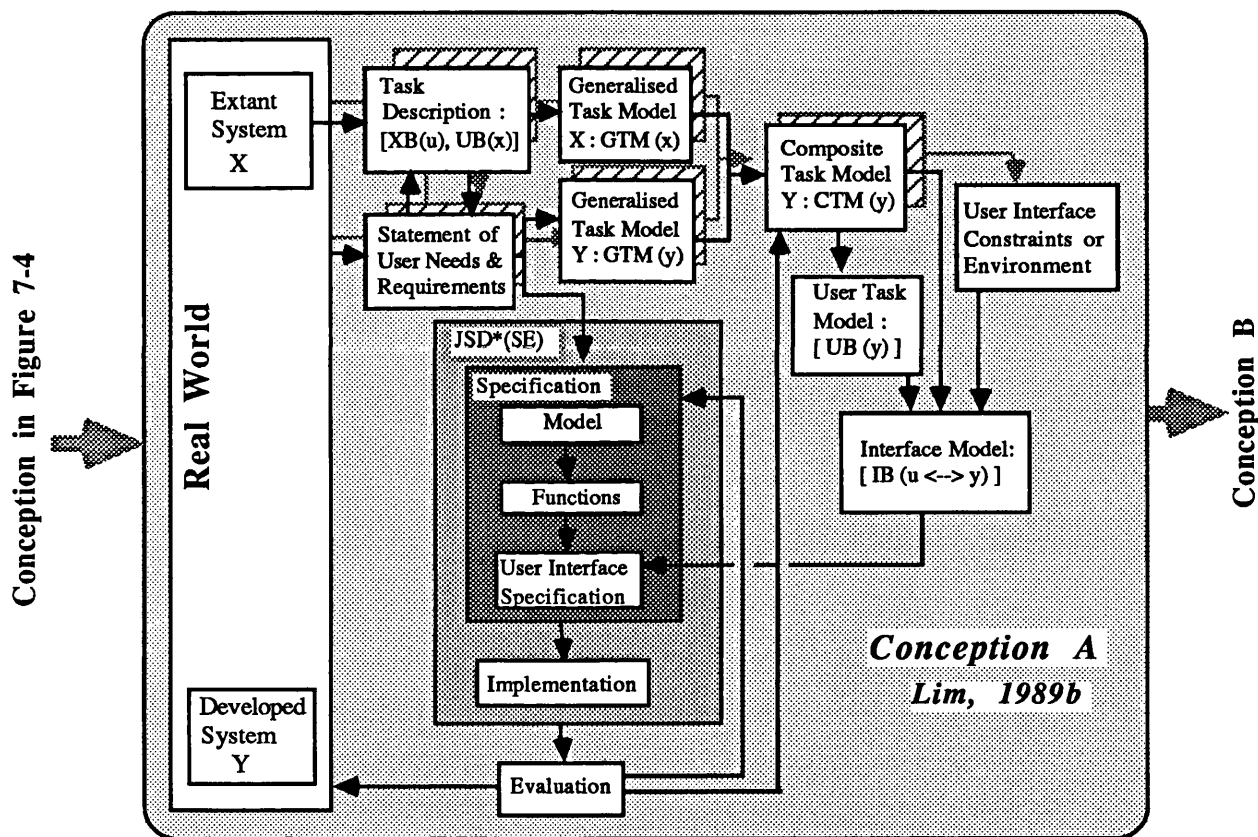 Conception in Figure 7-4
Real World
Extant
System
X
Developed
System
Y
Task
Description :
[XB(u), UB(x)]
Statement of
User Needs &
Requirements
Generalised
Task Model
X : GTM (x)
Generalised
Task Model
Y : GTM (y)
Composite
Task Model
Y : CTM (y)
User Interface
Constraints or
Environment
User Task
Model :
[ UB (y) ]
Interface Model:
[ IB (u <--> y) ]
JSD*(SE)
Specification
Model
Functions
User Interface
Specification
Implementation
Evaluation
Conception A
Lim, 1989b
Conception B